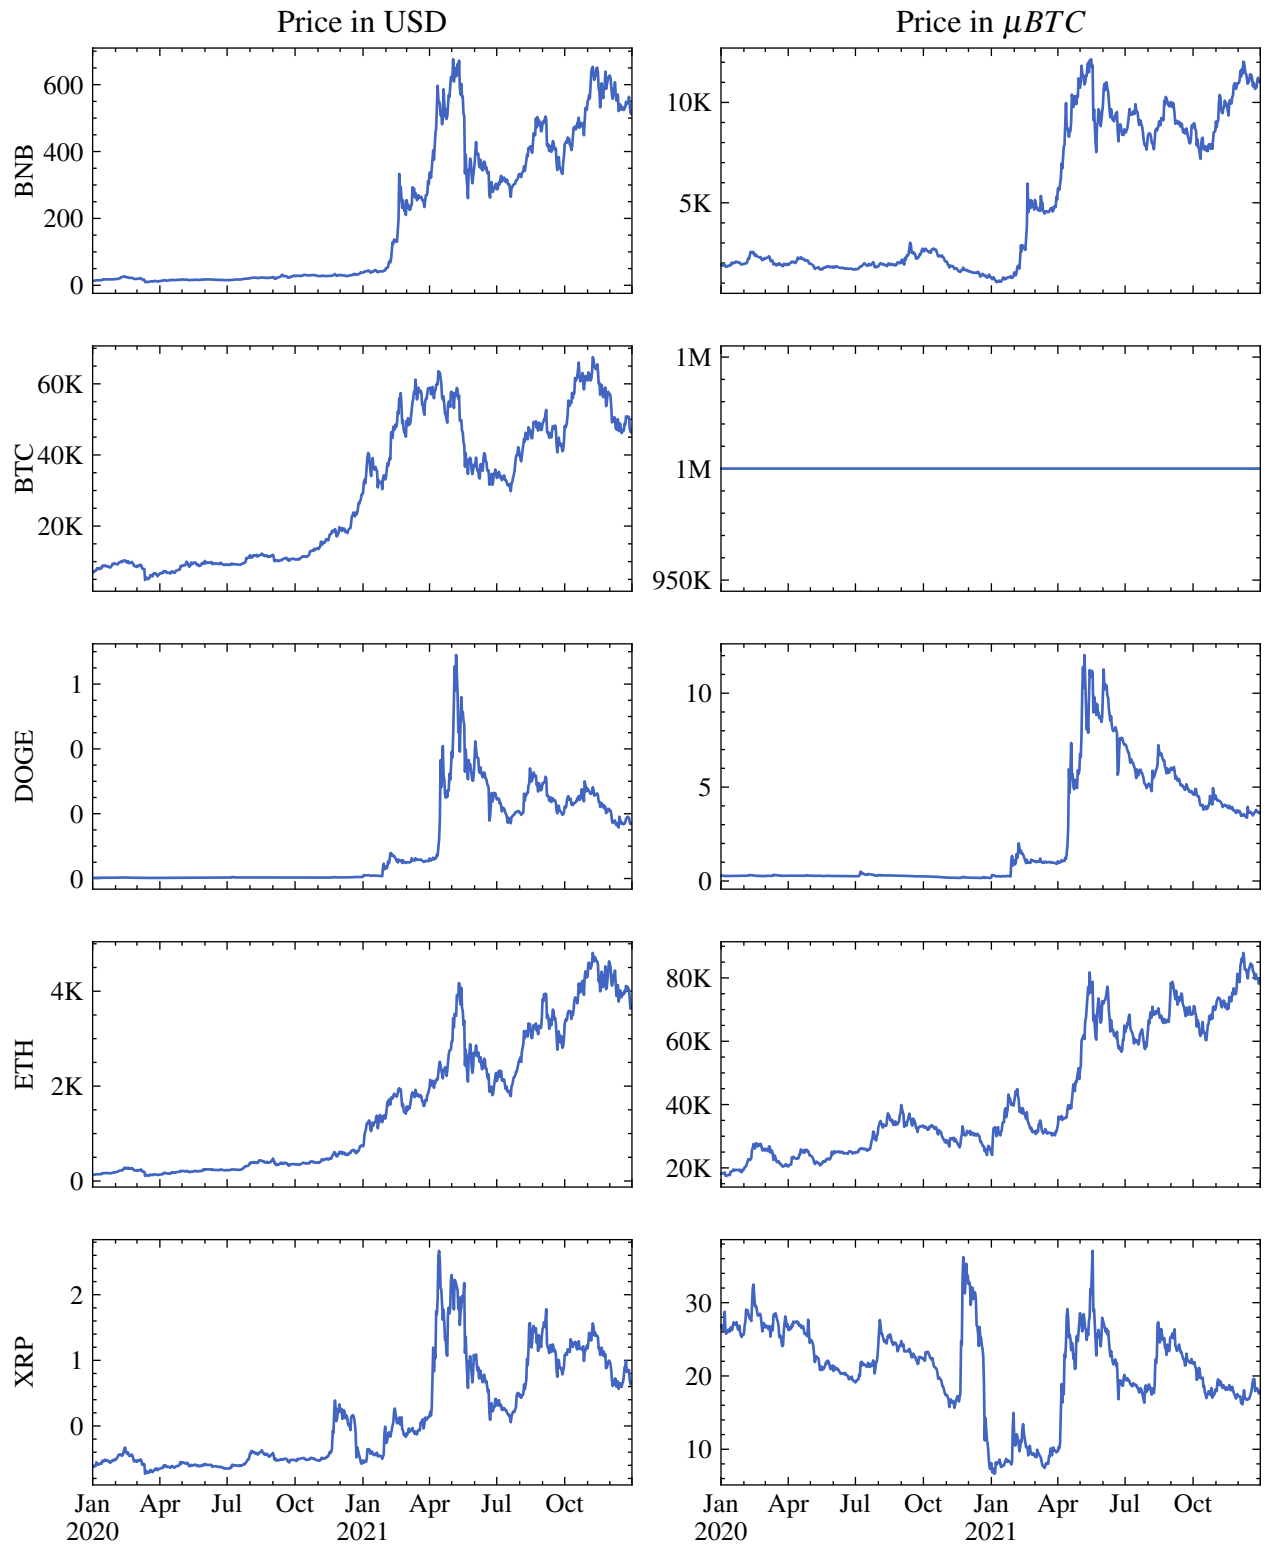 Price in USD
Price in μBTC
BNB
600
400
200
0
10K
5K
BTC
60K
40K
20K
1M
1M
950K
DOGE
1
0
0
0
10
5
0
ETH
4K
2K
0
80K
60K
40K
20K
XRP
2
1
0
30
20
10
Jan Apr Jul Oct Jan Apr Jul Oct
2020 2021
Jan Apr Jul Oct Jan Apr Jul Oct
2020 2021